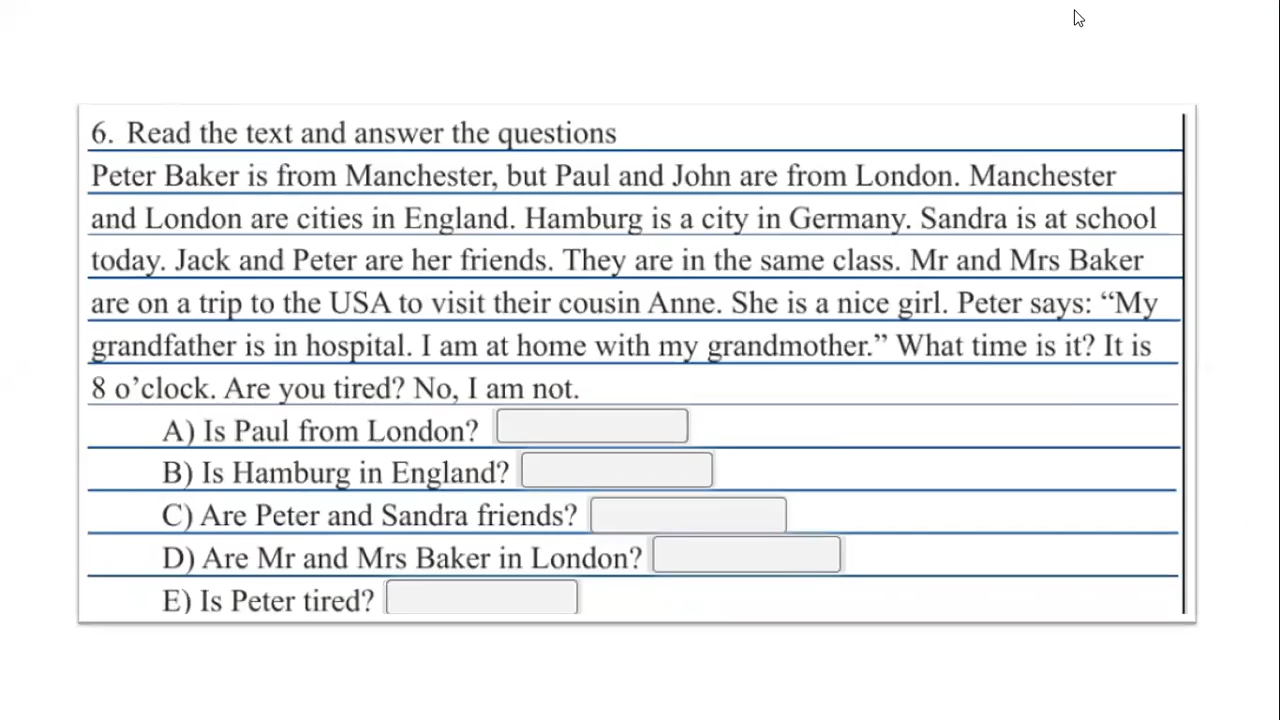 6. Read the text and answer the questions
Peter Baker is from Manchester, but Paul and John are from London. Manchester
and London are cities in England. Hamburg is a city in Germany. Sandra is at school
today. Jack and Peter are her friends. They are in the same class. Mr and Mrs Baker
are on a trip to the USA to visit their cousin Anne. She is a nice girl. Peter says: “My
grandfather is in hospital. I am at home with my grandmother.” What time is it? It is
8 o’clock. Are you tired? No, I am not.
A) Is Paul from London?
B) Is Hamburg in England?
C) Are Peter and Sandra friends?
D) Are Mr and Mrs Baker in London?
E) Is Peter tired?